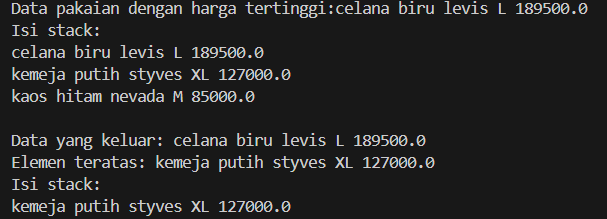 Data pakaian dengan harga tertinggi:celana biru levis L 189500.0
Isi stack:
celana biru levis L 189500.0
kemeja putih styves XL 127000.0
kaos hitam nevada M 85000.0

Data yang keluar: celana biru levis L 189500.0
Elemen teratas: kemeja putih styves XL 127000.0
Isi stack:
kemeja putih styves XL 127000.0